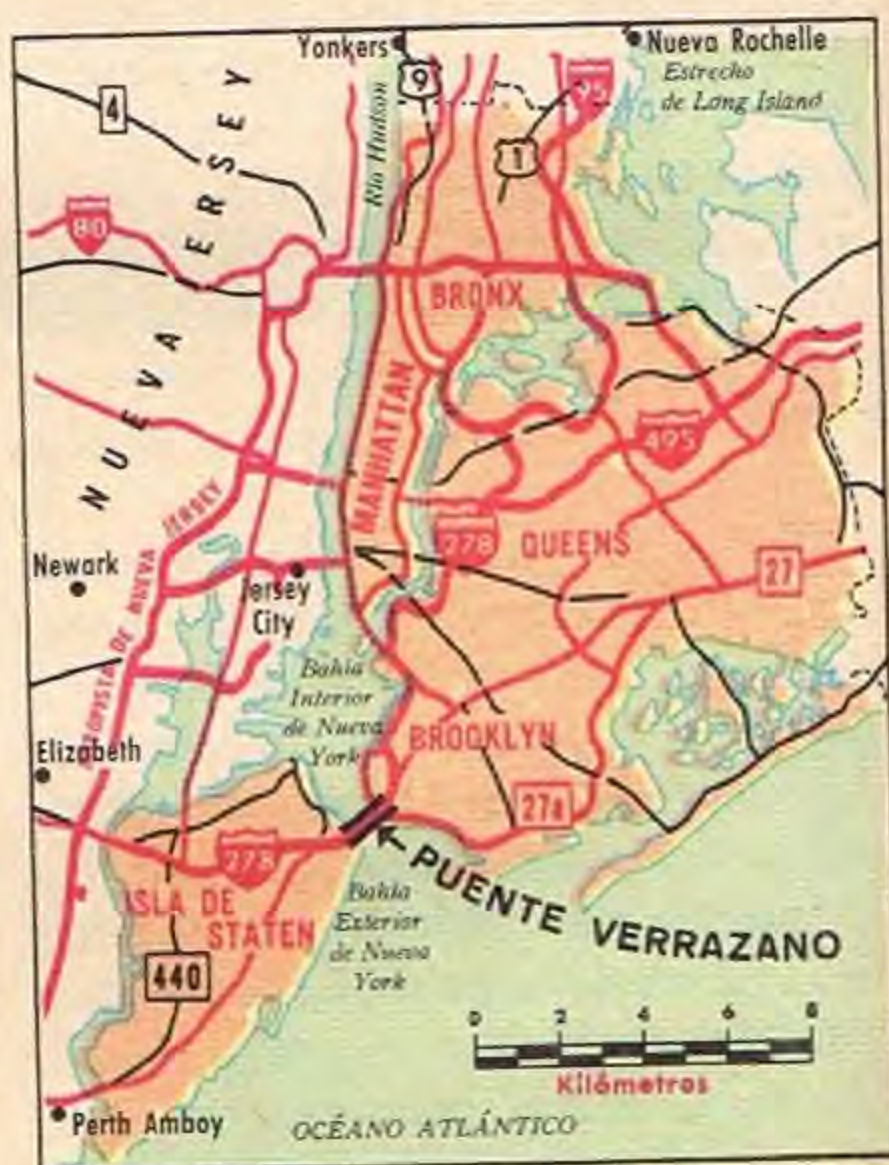 Yonkers
Nueva Rochelle
Estrecho
de Long Island
9
95
4
1
Río Hudson
80
NUEVA JERSEY
BRONX
MANHATTAN
495
278
QUEENS
27
AUTOPISTA DE NUEVA JERSEY
Newark
Jersey
City
Bahía
Interior
de Nueva
York
BROOKLYN
Elizabeth
27a
278
PUENTE VERRAZANO
ISLA DE
STATEN
Bahía
Exterior
de Nueva
York
440
0 2 4 6 8
Kilómetros
Perth Amboy
OCÉANO ATLÁNTICO